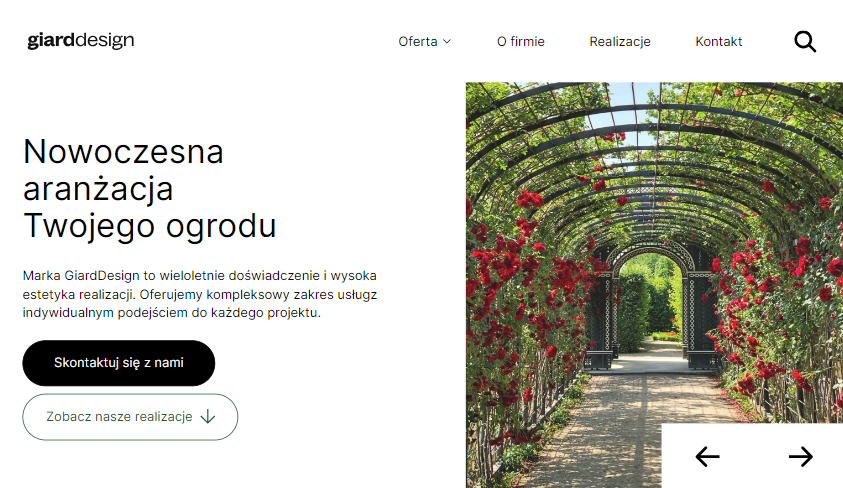 giarddesign
Oferta
O firmie
Realizacje
Kontakt
Nowoczesna
aranżacja
Twojego ogrodu
Marka GiardDesign to wieloletnie doświadczenie i wysoka
estetyka realizacji. Oferujemy kompleksowy zakres usługz
indywidualnym podejściem do każdego projektu.
Skontaktuj się z nami
Zobacz nasze realizacje